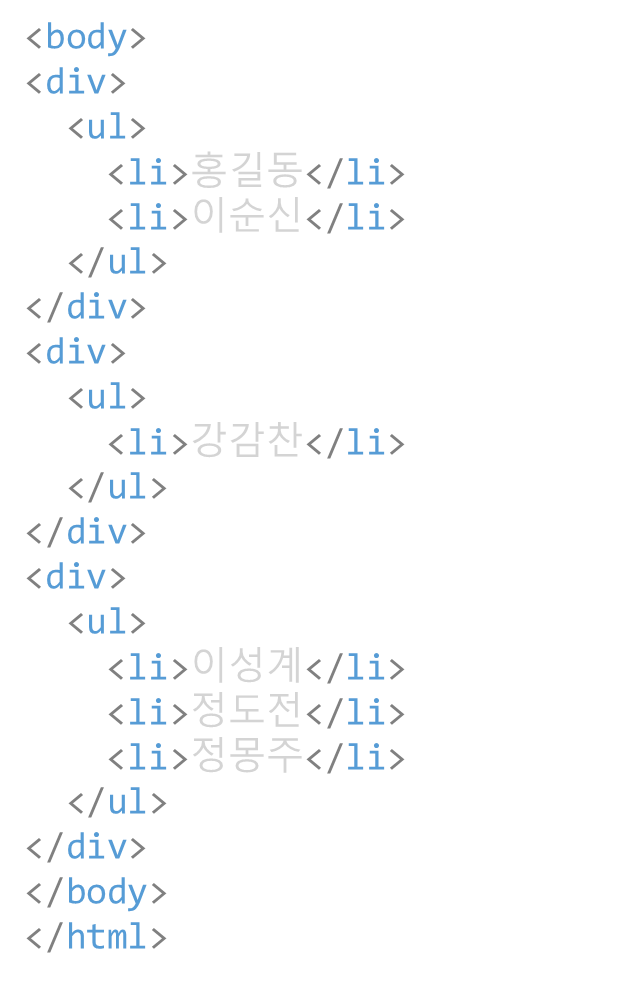 <body>
<div>
  <ul>
    <li>홍길동</li>
    <li>이순신</li>
  </ul>
</div>
<div>
  <ul>
    <li>강감찬</li>
  </ul>
</div>
<div>
  <ul>
    <li>이성계</li>
    <li>정도전</li>
    <li>정몽주</li>
  </ul>
</div>
</body>
</html>